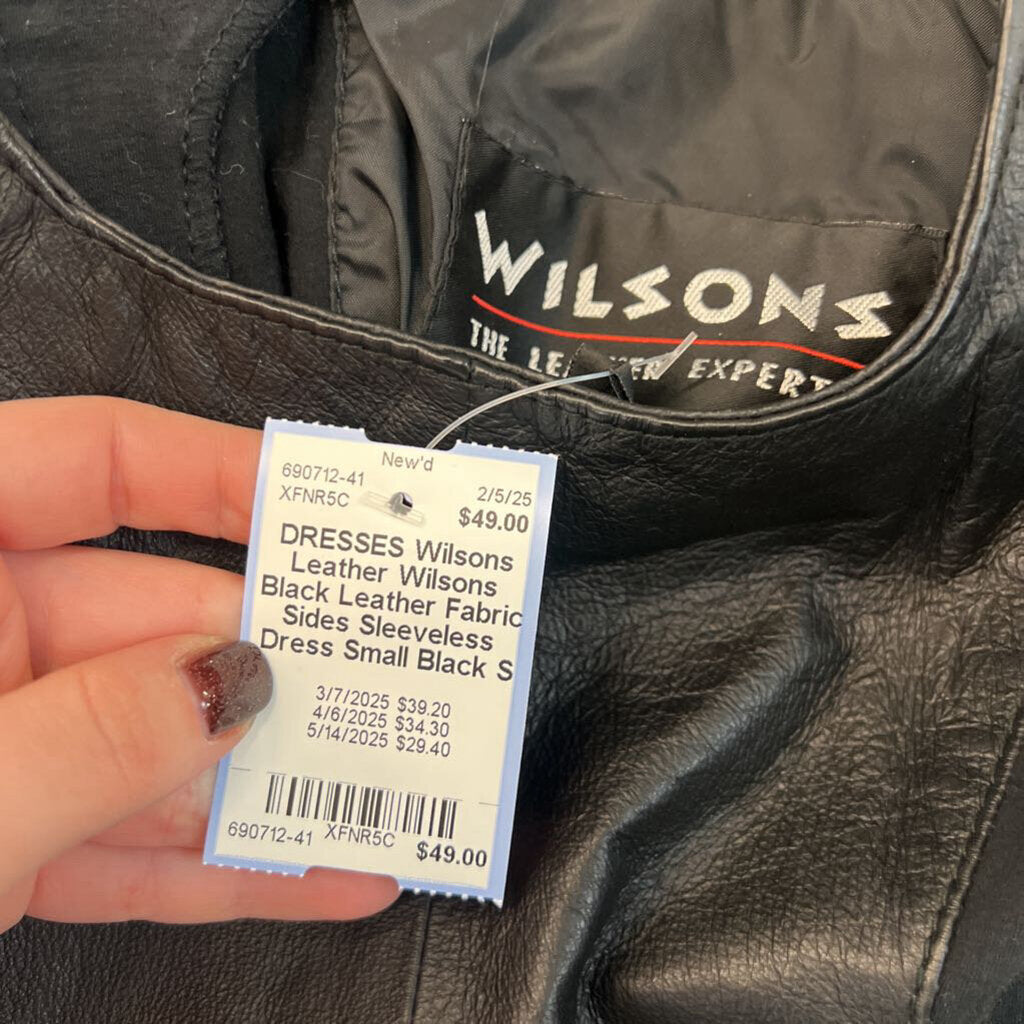 WILSONS
THE LEATHER EXPERT
New'd
690712-41
XFNR5C
2/5/25
$49.00
DRESSES Wilsons
Leather Wilsons
Black Leather Fabric
Sides Sleeveless
Dress Small Black S
3/7/2025 $39.20
4/6/2025 $34.30
5/14/2025 $29.40
690712-41 XFNR5C $49.00